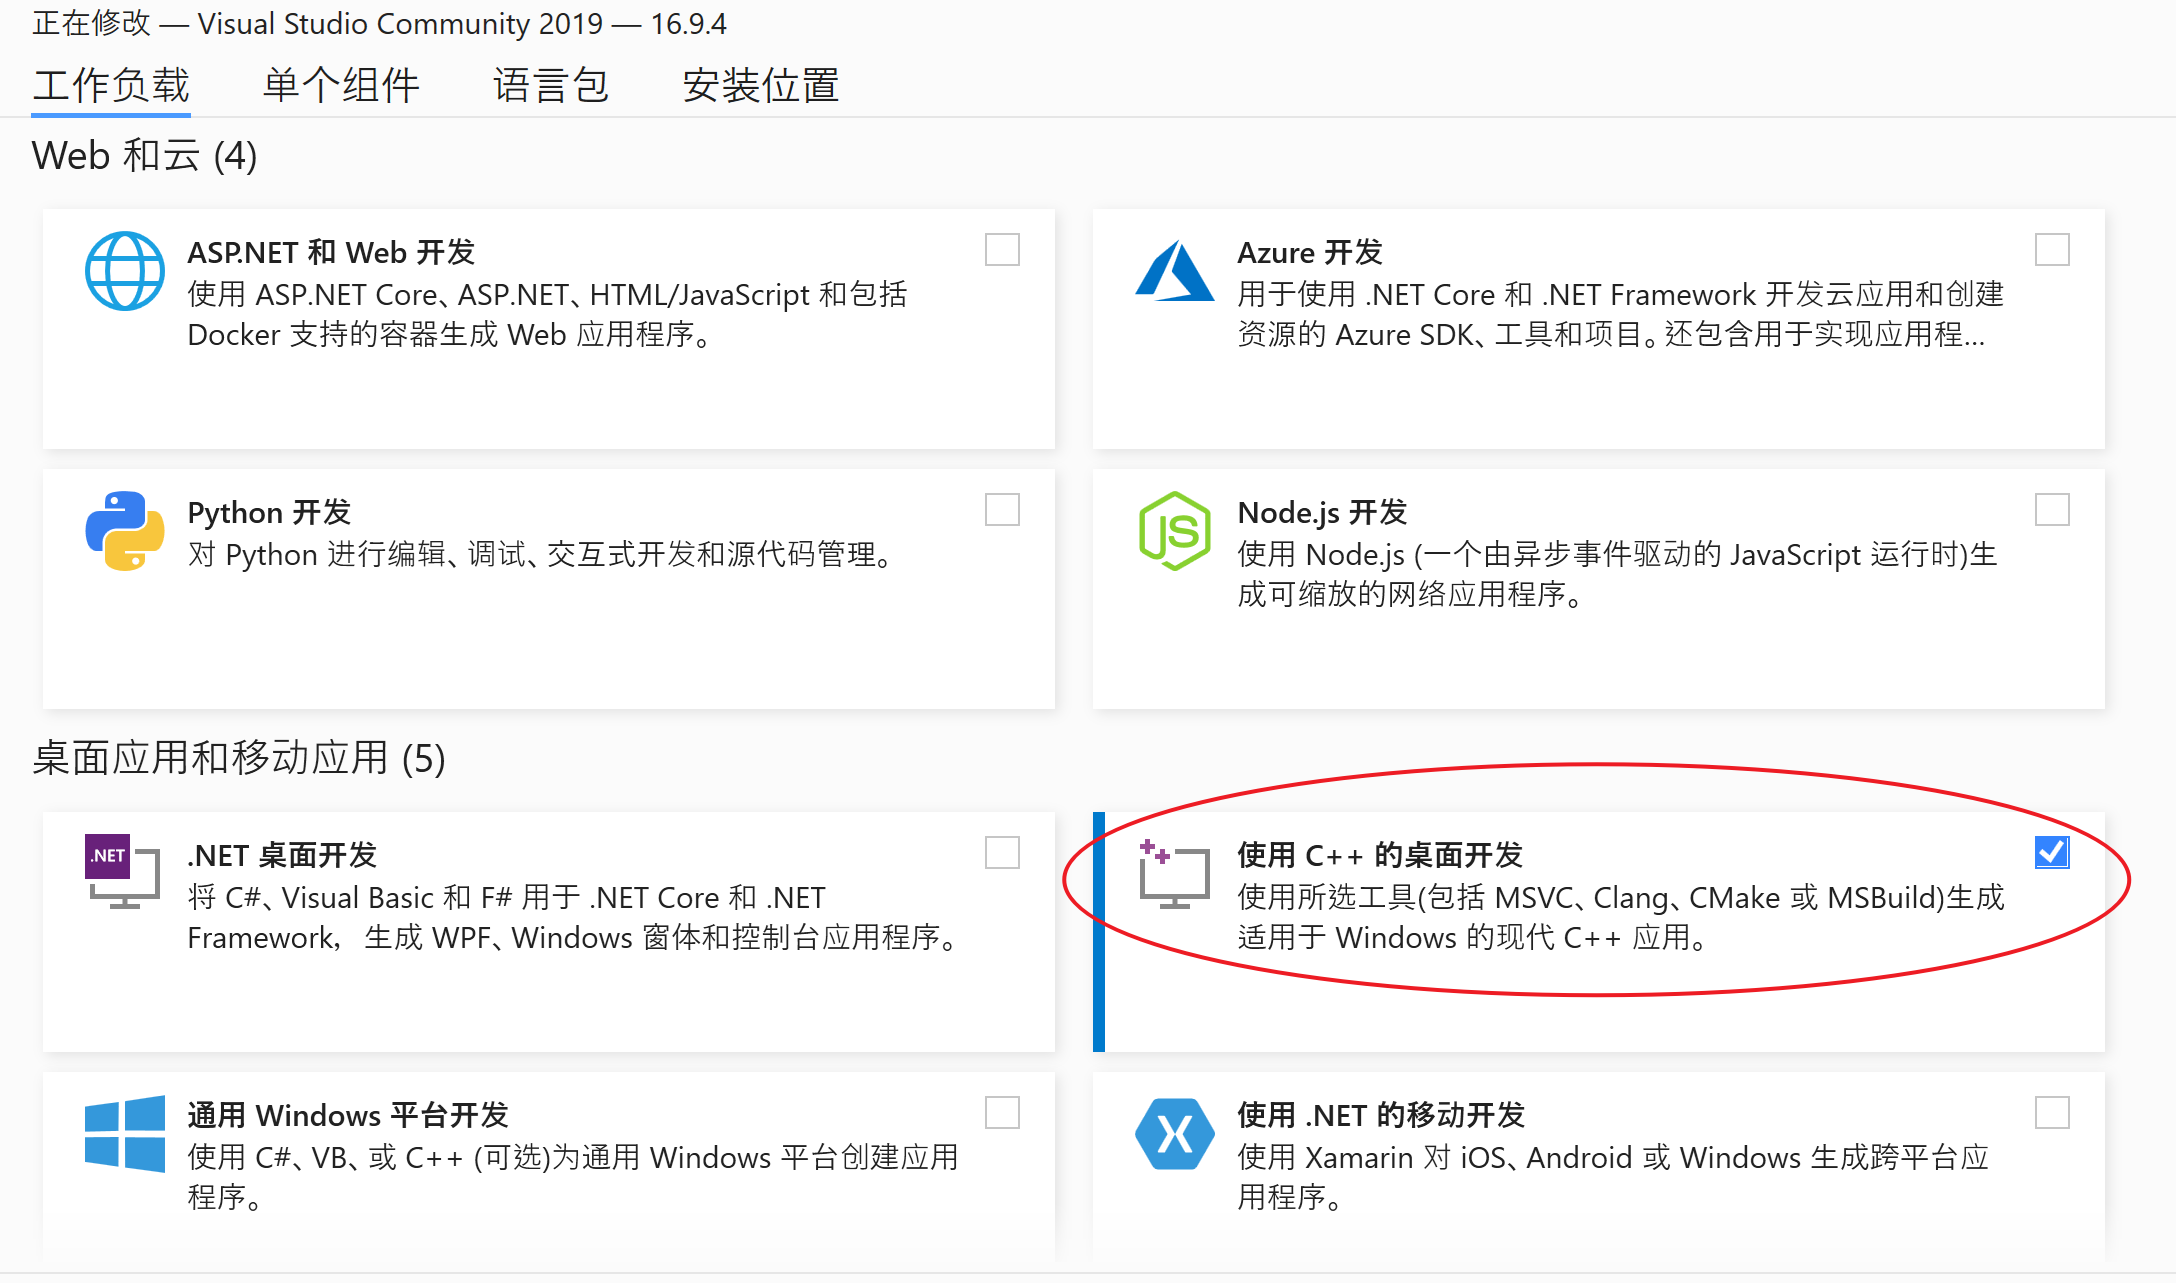 正在修改 — Visual Studio Community 2019 — 16.9.4
工作负载 单个组件 语言包 安装位置
Web 和云 (4)
ASP.NET 和 Web 开发
使用 ASP.NET Core、ASP.NET、HTML/JavaScript 和包括
Docker 支持的容器生成 Web 应用程序。
Azure 开发
用于使用 .NET Core 和 .NET Framework 开发云应用和创建
资源的 Azure SDK、工具和项目。还包含用于实现应用程...
Python 开发
对 Python 进行编辑、调试、交互式开发和源代码管理。
JS
Node.js 开发
使用 Node.js (一个由异步事件驱动的 JavaScript 运行时)生
成可缩放的网络应用程序。
桌面应用和移动应用 (5)
.NET
.NET 桌面开发
将 C#、Visual Basic 和 F# 用于 .NET Core 和 .NET
Framework，生成 WPF、Windows 窗体和控制台应用程序。
使用 C++ 的桌面开发
使用所选工具(包括 MSVC、Clang、CMake 或 MSBuild)生成
适用于 Windows 的现代 C++ 应用。
通用 Windows 平台开发
使用 C#、VB、或 C++ (可选)为通用 Windows 平台创建应用
程序。
使用 .NET 的移动开发
使用 Xamarin 对 iOS、Android 或 Windows 生成跨平台应
用程序。